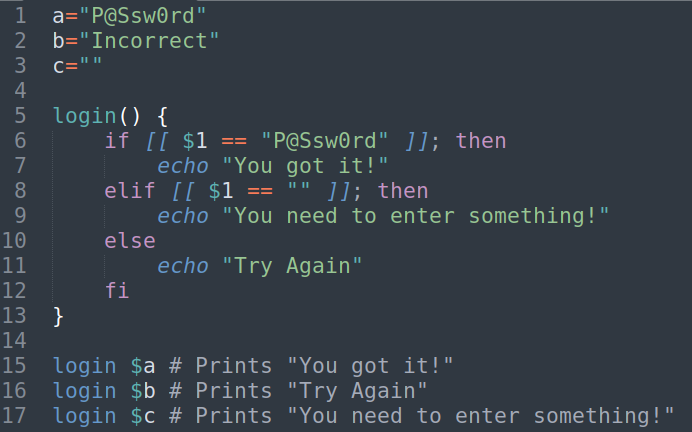 1 a="P@Ssw0rd"
2 b="Incorrect"
3 c=""
4
5 login() {
6     if [[ $1 == "P@Ssw0rd" ]]; then
7         echo "You got it!"
8     elif [[ $1 == "" ]]; then
9         echo "You need to enter something!"
10     else
11         echo "Try Again"
12     fi
13 }
14
15 login $a # Prints "You got it!"
16 login $b # Prints "Try Again"
17 login $c # Prints "You need to enter something!"